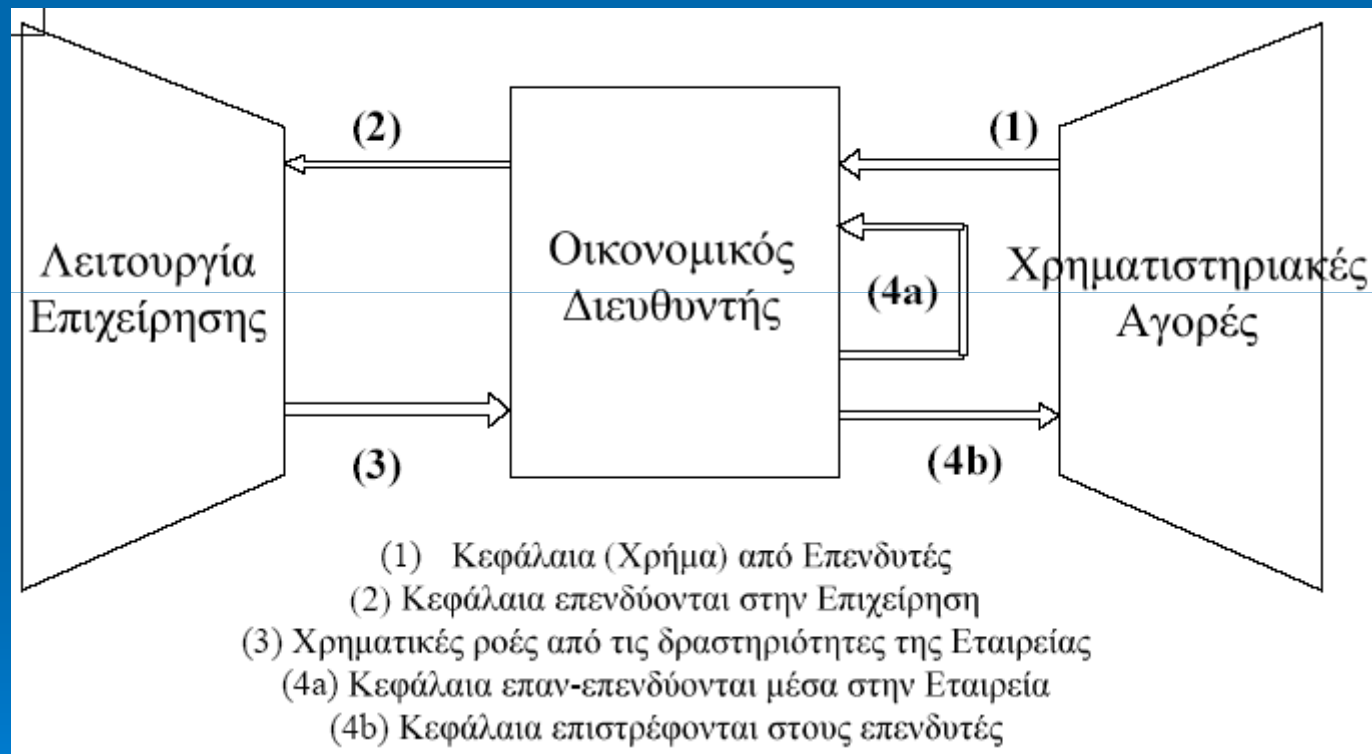 (2)
(1)
Λειτουργία
Επιχείρησης
Οικονομικός
Διευθυντής
(4a)
Χρηματιστηριακές
Αγορές
(3)
(4b)
(1) Κεφάλαια (Χρήμα) από Επενδυτές
(2) Κεφάλαια επενδύονται στην Επιχείρηση
(3) Χρηματικές ροές από τις δραστηριότητες της Εταιρείας
(4a) Κεφάλαια επαν-επενδύονται μέσα στην Εταιρεία
(4b) Κεφάλαια επιστρέφονται στους επενδυτές